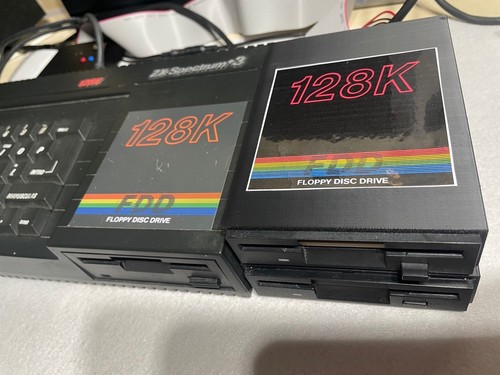 ZX Spectrum +3
128K
FDD
FLOPPY DISC DRIVE
128K
FDD
FLOPPY DISC DRIVE